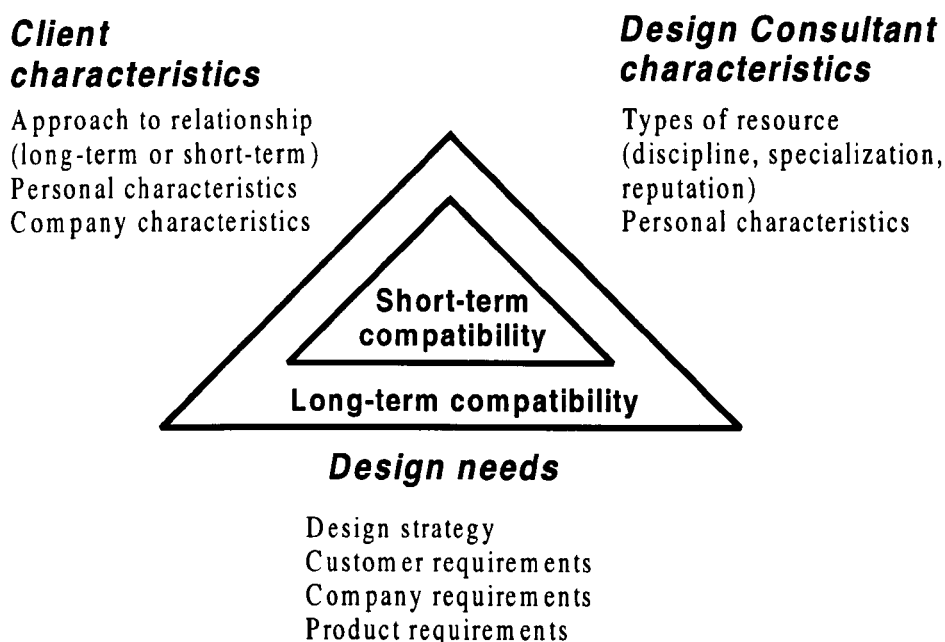 Client
characteristics
Approach to relationship
(long-term or short-term)
Personal characteristics
Company characteristics
Design Consultant
characteristics
Types of resource
(discipline, specialization,
reputation)
Personal characteristics
Short-term
compatibility
Long-term compatibility
Design needs
Design strategy
Customer requirements
Company requirements
Product requirements